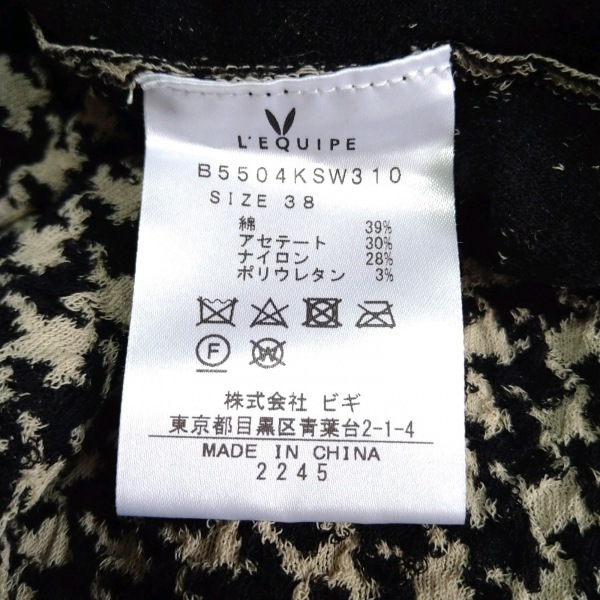 L'EQUIPE
B5504KSW310
SIZE 38
綿 39%
アセテート 30%
ナイロン 28%
ポリウレタン 3%
F W
株式会社 ビギ
東京都目黒区青葉台2-1-4
MADE IN CHINA
2245